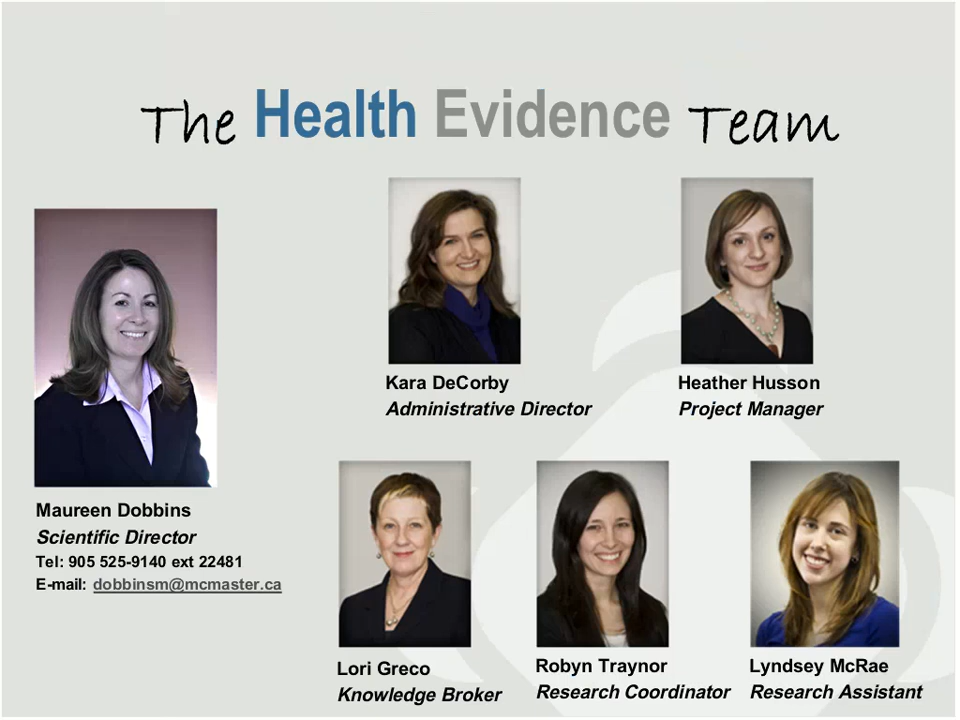 The Health Evidence Team
Kara DeCorby
Administrative Director
Heather Husson
Project Manager
Maureen Dobbins
Scientific Director
Tel: 905 525-9140 ext 22481
E-mail: dobbinsm@mcmaster.ca
Lori Greco
Knowledge Broker
Robyn Traynor
Research Coordinator
Lyndsey McRae
Research Assistant